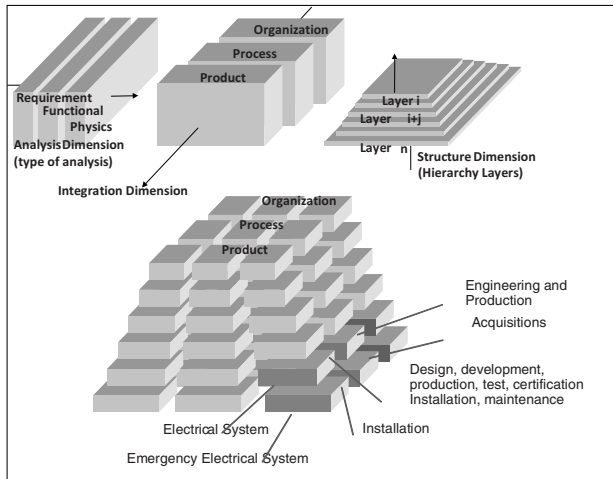 Organization
Process
Product
Requirement
Functional
Physics
Analysis Dimension
(type of analysis)
Integration Dimension
Layer i
Layer i+j
Layer n
Structure Dimension
(Hierarchy Layers)
Organization
Process
Product
Engineering and
Production
Acquisitions
Design, development,
production, test, certification
Installation, maintenance
Electrical System
Installation
Emergency Electrical System